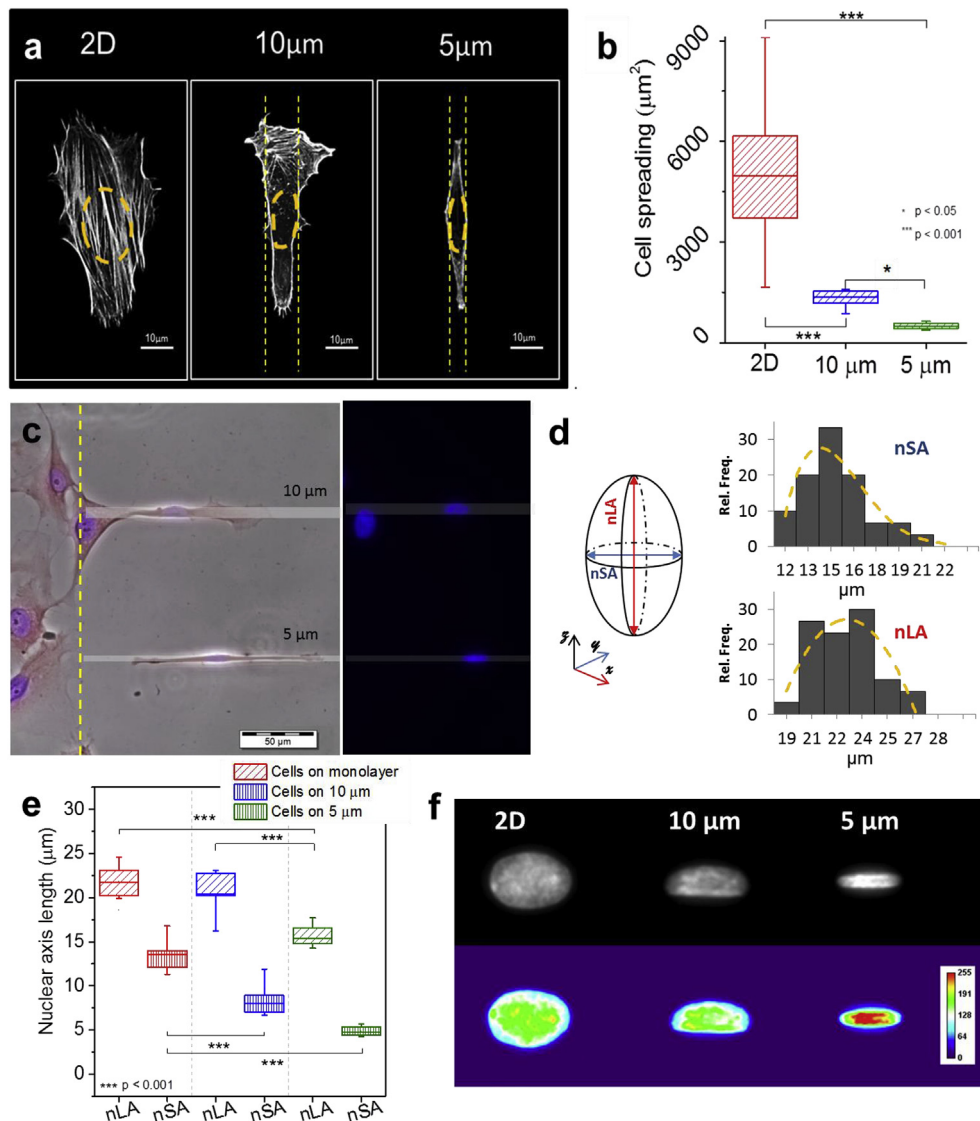 a
2D 10μm 5μm
10μm 10μm 10μm
b
Cell spreading (μm²)
9000
6000
3000
0
***
* p < 0.05
*** p < 0.001
*
***
2D 10 μm 5 μm
c
10 μm
5 μm
50 μm
d
nLA
nSA
z
y
x
Rel. Freq.
30
20
10
0
nSA
12 13 15 16 18 19 21 22
μm
Rel. Freq.
30
20
10
0
nLA
19 21 22 24 25 27 28
μm
e
Cells on monolayer
Cells on 10 μm
Cells on 5 μm
Nuclear axis length (μm)
30
25
20
15
10
5
0
***
***
***
***
*** p < 0.001
nLA nSA nLA nSA nLA nSA
f
2D 10 μm 5 μm
255
191
128
64
0